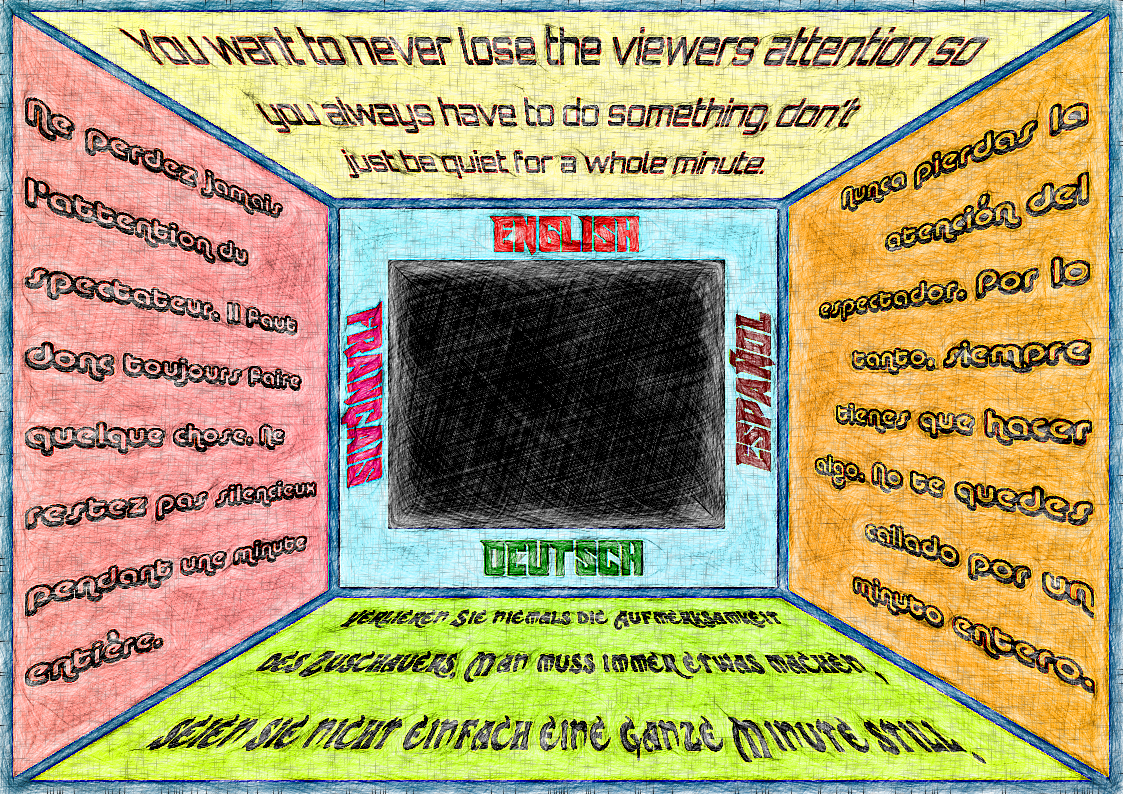 You want to never lose the viewers attention so
you always have to do something, don't
just be quiet for a whole minute.
Ne perdez jamais
l'attention du
spectateur. Il faut
donc toujours faire
quelque chose. Ne
restez pas silencieux
pendant une minute
entière.
ENGLISH
FRANÇAIS
ESPAÑOL
DEUTSCH
Nunca pierdas la
atención del
espectador. Por lo
tanto, siempre
tienes que hacer
algo. No te quedes
callado por un
minuto entero.
Verlieren Sie niemals die Aufmerksamkeit
des Zuschauers, Man muss immer etwas machen,
seien Sie nicht einfach eine ganze Minute still,